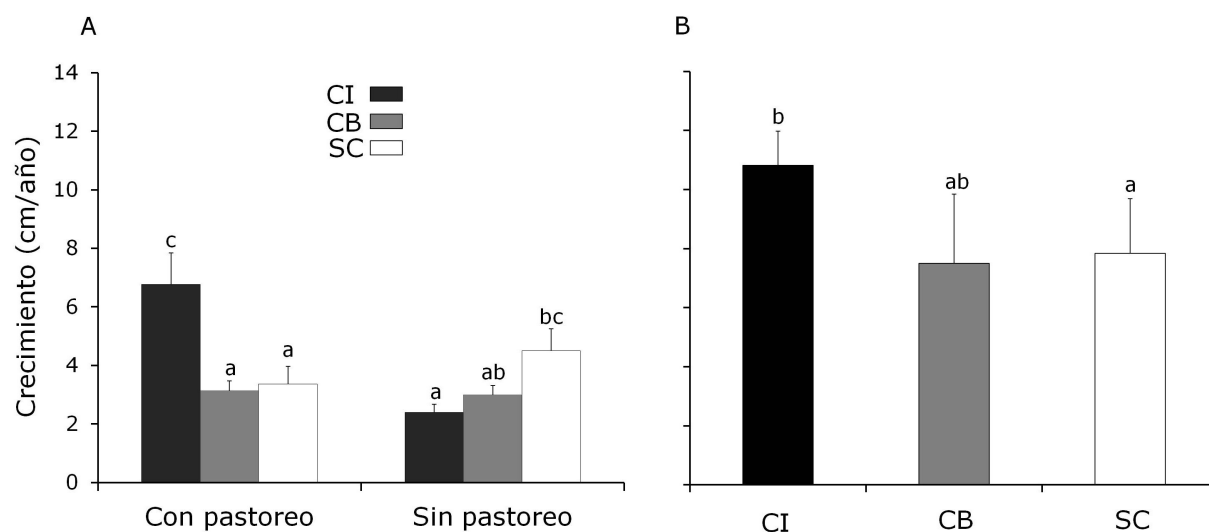 A
B
14
12
10
8
6
4
2
0
Crecimiento (cm/año)
CI
CB
SC
c
a
a
a
ab
bc
Con pastoreo
Sin pastoreo
b
ab
a
CI
CB
SC